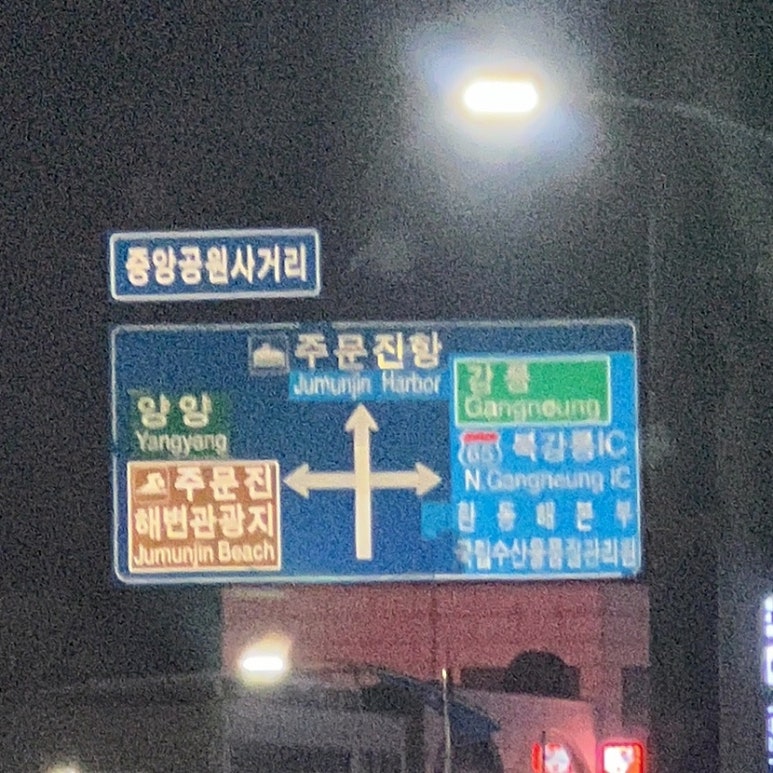 중앙공원사거리
주문진항
Jumunjin Harbor
양양
Yangyang
주문진
해변관광지
Jumunjin Beach
강릉
Gangneung
65 북강릉IC
N.Gangneung IC
국립수산물품질관리원